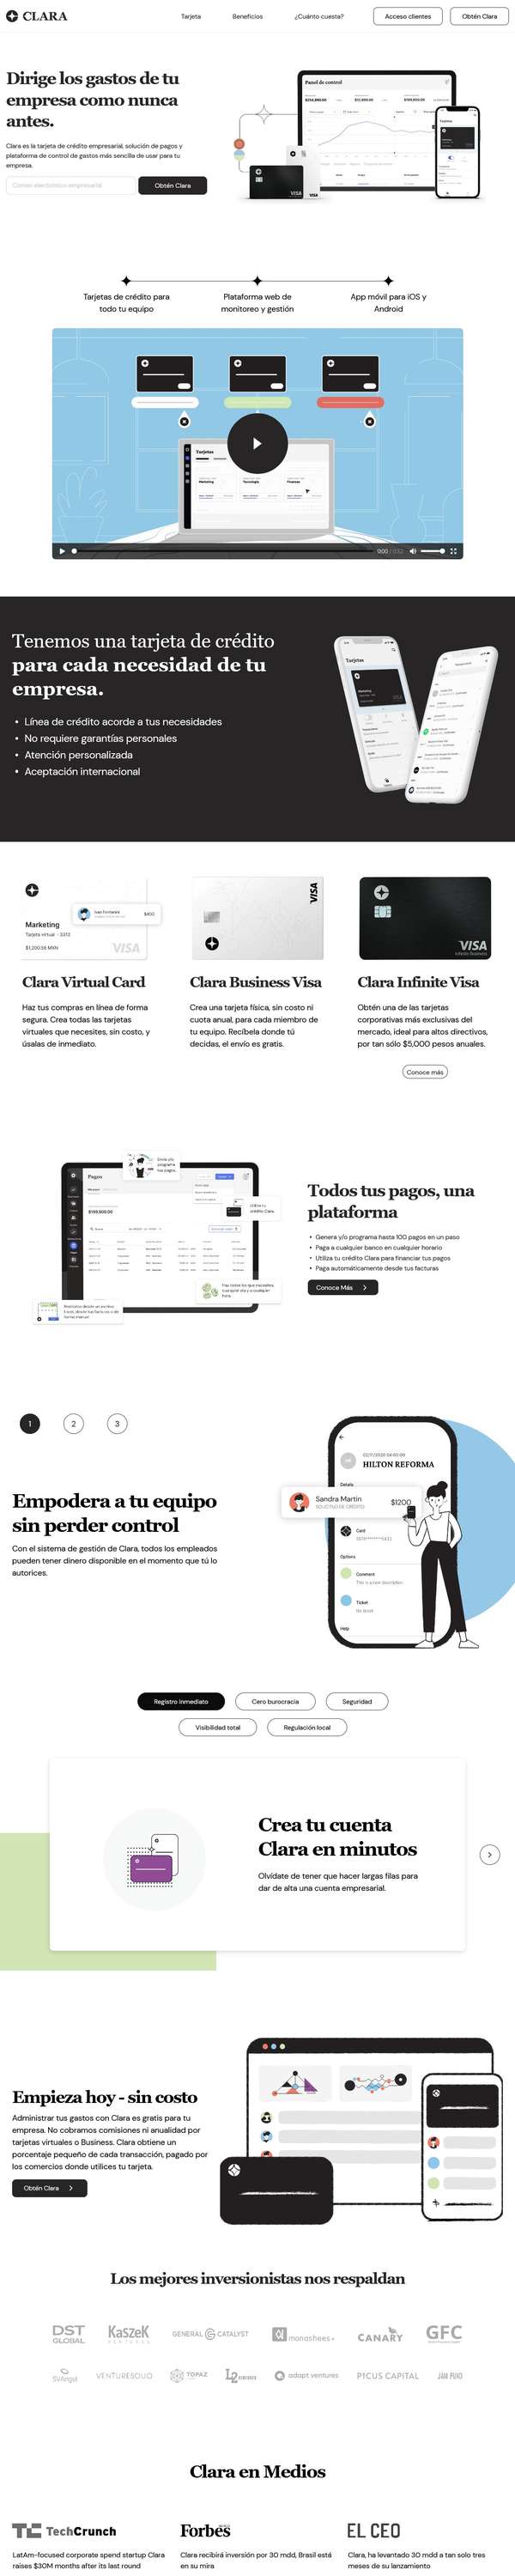 CLARA
Tarjeta
Beneficios
¿Cuánto cuesta?
Acceso clientes
Obtén Clara
Dirige los gastos de tu
empresa como nunca
antes.
Clara es la tarjeta de crédito empresarial, solución de pagos y
plataforma de control de gastos más sencilla de usar para tu
empresa.
Correo electrónico empresarial
Obtén Clara
Panel de control
VISA
VISA
Tarjetas de crédito para
todo tu equipo
Plataforma web de
monitoreo y gestión
App móvil para iOS y
Android
Tarjetas
Marketing
Tecnología
Finanzas
0:00
Tenemos una tarjeta de crédito
para cada necesidad de tu
empresa.
• Línea de crédito acorde a tus necesidades
• No requiere garantías personales
• Atención personalizada
• Aceptación internacional
Tarjetas
Marketing
Tarjeta virtual · 3312
$1,200.36 MXN
$400
VISA
VISA
VISA
Infinite Business
Clara Virtual Card
Haz tus compras en línea de forma
segura. Crea todas las tarjetas
virtuales que necesites, sin costo, y
úsalas de inmediato.
Clara Business Visa
Crea una tarjeta física, sin costo ni
cuota anual, para cada miembro de
tu equipo. Recíbela donde tú
decidas, el envío es gratis.
Clara Infinite Visa
Obtén una de las tarjetas
corporativas más exclusivas del
mercado, ideal para altos directivos,
por tan sólo $5,000 pesos anuales.
Conoce más
Pagos
Todos tus pagos, una
plataforma
• Genera y/o programa hasta 100 pagos en un paso
• Paga a cualquier banco en cualquier horario
• Utiliza tu crédito Clara para financiar tus pagos
• Paga automáticamente desde tus facturas
Conoce Más
1
2
3
Empodera a tu equipo
sin perder control
Con el sistema de gestión de Clara, todos los empleados
pueden tener dinero disponible en el momento que tú lo
autorices.
HILTON REFORMA
Details
Sandra Martin
SOLICITUD DE CRÉDITO
$1200
Card
Options
Comment
Ticket
Help
Registro inmediato
Cero burocracia
Seguridad
Visibilidad total
Regulación local
Crea tu cuenta
Clara en minutos
Olvídate de tener que hacer largas filas para
dar de alta una cuenta empresarial.
Empieza hoy - sin costo
Administrar tus gastos con Clara es gratis para tu
empresa. No cobramos comisiones ni anualidad por
tarjetas virtuales o Business. Clara obtiene un
porcentaje pequeño de cada transacción, pagado por
los comercios donde utilices tu tarjeta.
Obtén Clara
Los mejores inversionistas nos respaldan
DST
GLOBAL
KaszeK
VENTURES
GENERAL CATALYST
monashees+
CANARY
GFC
SVAngel
VENTURESOUQ
TOPAZ
L2 VENTURES
adapt ventures
PICUS CAPITAL
JAM FUND
Clara en Medios
TechCrunch
Forbes
EL CEO
LatAm-focused corporate spend startup Clara
raises $30M months after its last round
Clara recibirá inversión por 30 mdd, Brasil está
en su mira
Clara, ha levantado 30 mdd a tan solo tres
meses de su lanzamiento